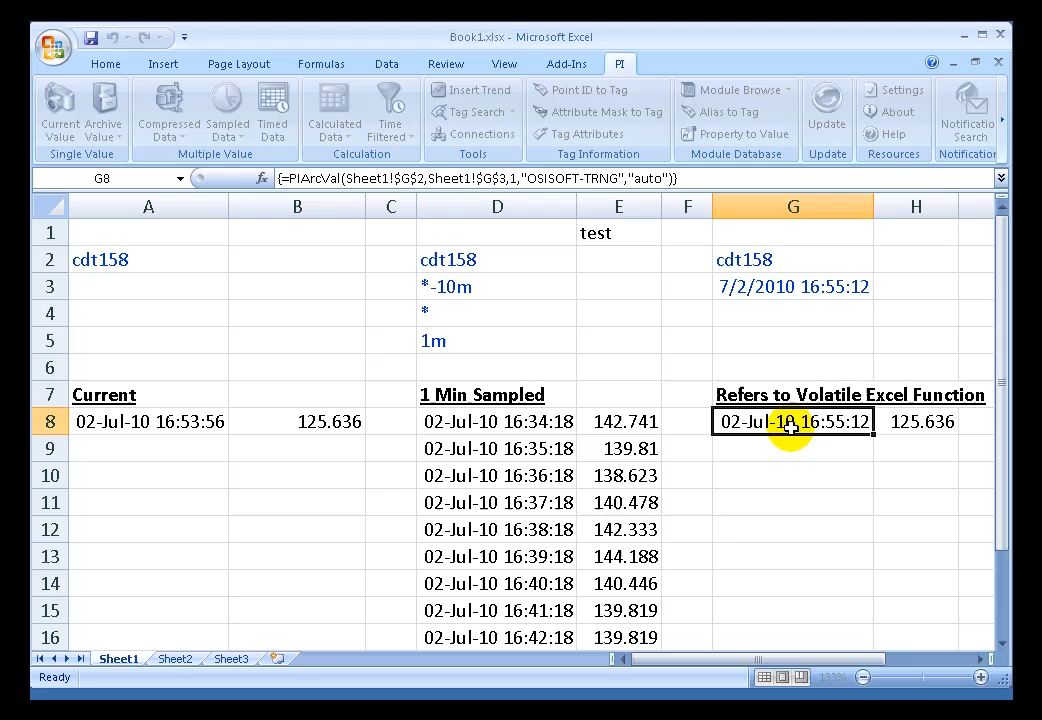 Book1.xlsx - Microsoft Excel
Home Insert Page Layout Formulas Data Review View Add-Ins PI
Current Value Archive Value
Compressed Data Sampled Data Timed Data
Calculated Data Time Filtered
Insert Trend
Tag Search
Connections
Point ID to Tag
Attribute Mask to Tag
Tag Attributes
Module Browse
Alias to Tag
Property to Value
Update
Settings
About
Help
Notificatio Search
Single Value Multiple Value Calculation Tools Tag Information Module Database Update Resources Notification
G8 fx {=PIArcVal(Sheet1!$G$2,Sheet1!$G$3,1,"OSISOFT-TRNG","auto")}
A B C D E F G H
1 test
2 cdt158 cdt158 cdt158
3 *-10m 7/2/2010 16:55:12
4 *
5 1m
6
7 Current 1 Min Sampled Refers to Volatile Excel Function
8 02-Jul-10 16:53:56 125.636 02-Jul-10 16:34:18 142.741 02-Jul-10 16:55:12 125.636
9 02-Jul-10 16:35:18 139.81
10 02-Jul-10 16:36:18 138.623
11 02-Jul-10 16:37:18 140.478
12 02-Jul-10 16:38:18 142.333
13 02-Jul-10 16:39:18 144.188
14 02-Jul-10 16:40:18 140.446
15 02-Jul-10 16:41:18 139.819
16 02-Jul-10 16:42:18 139.819
Sheet1 Sheet2 Sheet3
Ready 133%